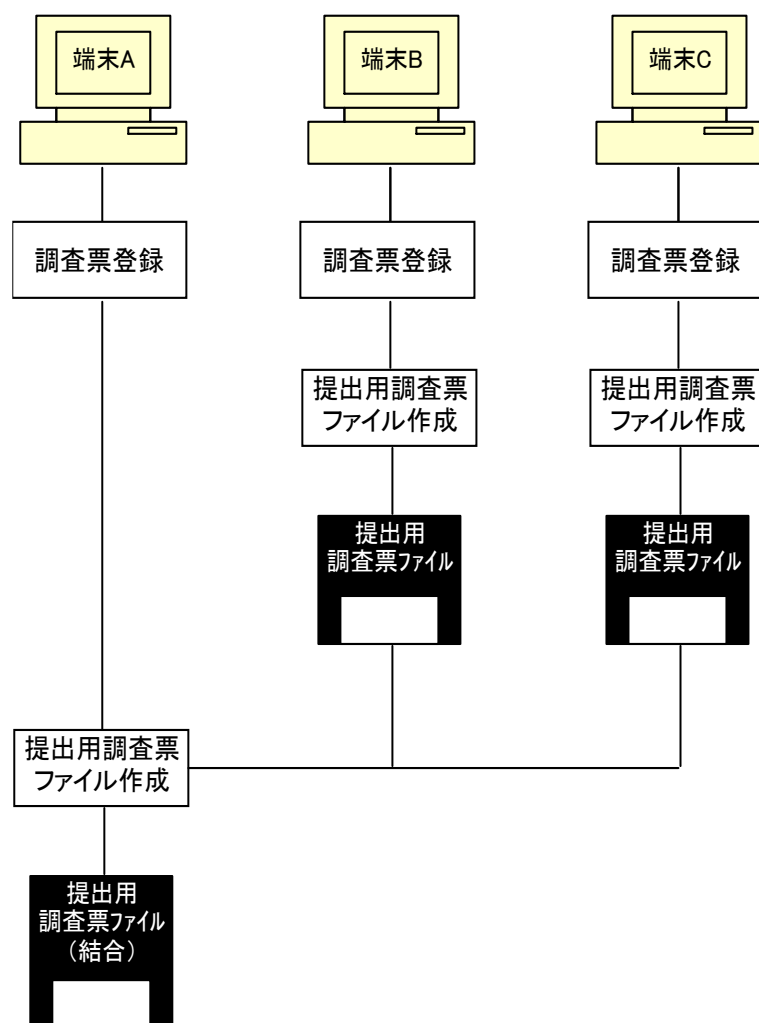 端末A
端末B
端末C
調査票登録
調査票登録
調査票登録
提出用調査票
ファイル作成
提出用調査票
ファイル作成
提出用
調査票ファイル
提出用
調査票ファイル
提出用調査票
ファイル作成
提出用
調査票ファイル
（結合）